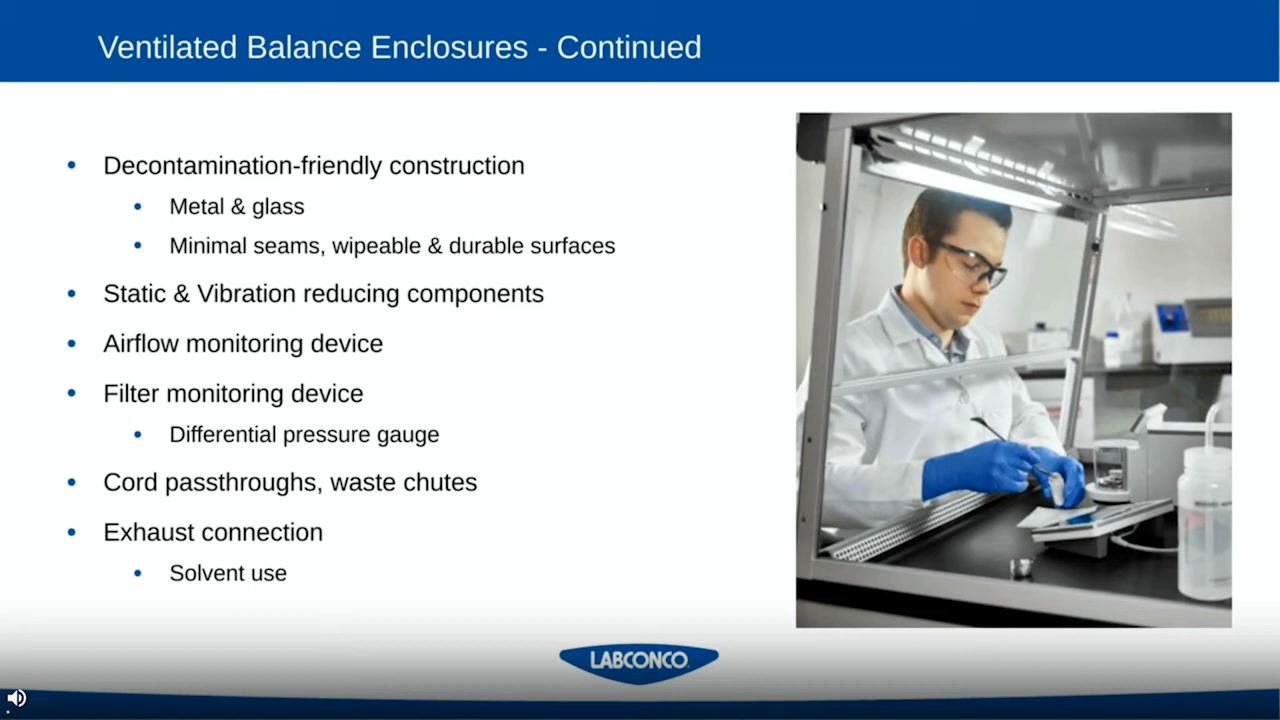 Ventilated Balance Enclosures - Continued
Decontamination-friendly construction
Metal & glass
Minimal seams, wipeable & durable surfaces
Static & Vibration reducing components
Airflow monitoring device
Filter monitoring device
Differential pressure gauge
Cord passthroughs, waste chutes
Exhaust connection
Solvent use
LABCONCO